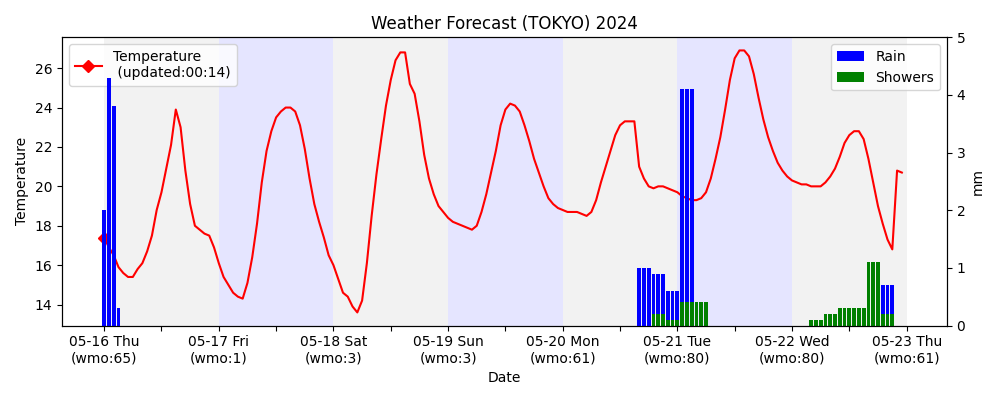 Weather Forecast (TOKYO) 2024
Temperature
(updated:00:14)
Rain
Showers
Temperature
26
24
22
20
18
16
14
5
4
3
2
1
0
mm
05-16 Thu
(wmo:65)
05-17 Fri
(wmo:1)
05-18 Sat
(wmo:3)
05-19 Sun
(wmo:3)
05-20 Mon
(wmo:61)
05-21 Tue
(wmo:80)
05-22 Wed
(wmo:80)
05-23 Thu
(wmo:61)
Date